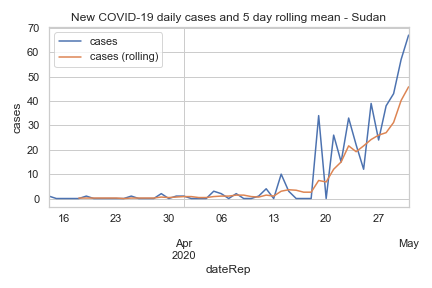 New COVID-19 daily cases and 5 day rolling mean - Sudan
cases
cases (rolling)
70
60
50
40
30
20
10
0
cases
16
23
30
06
13
20
27
Apr
2020
May
dateRep